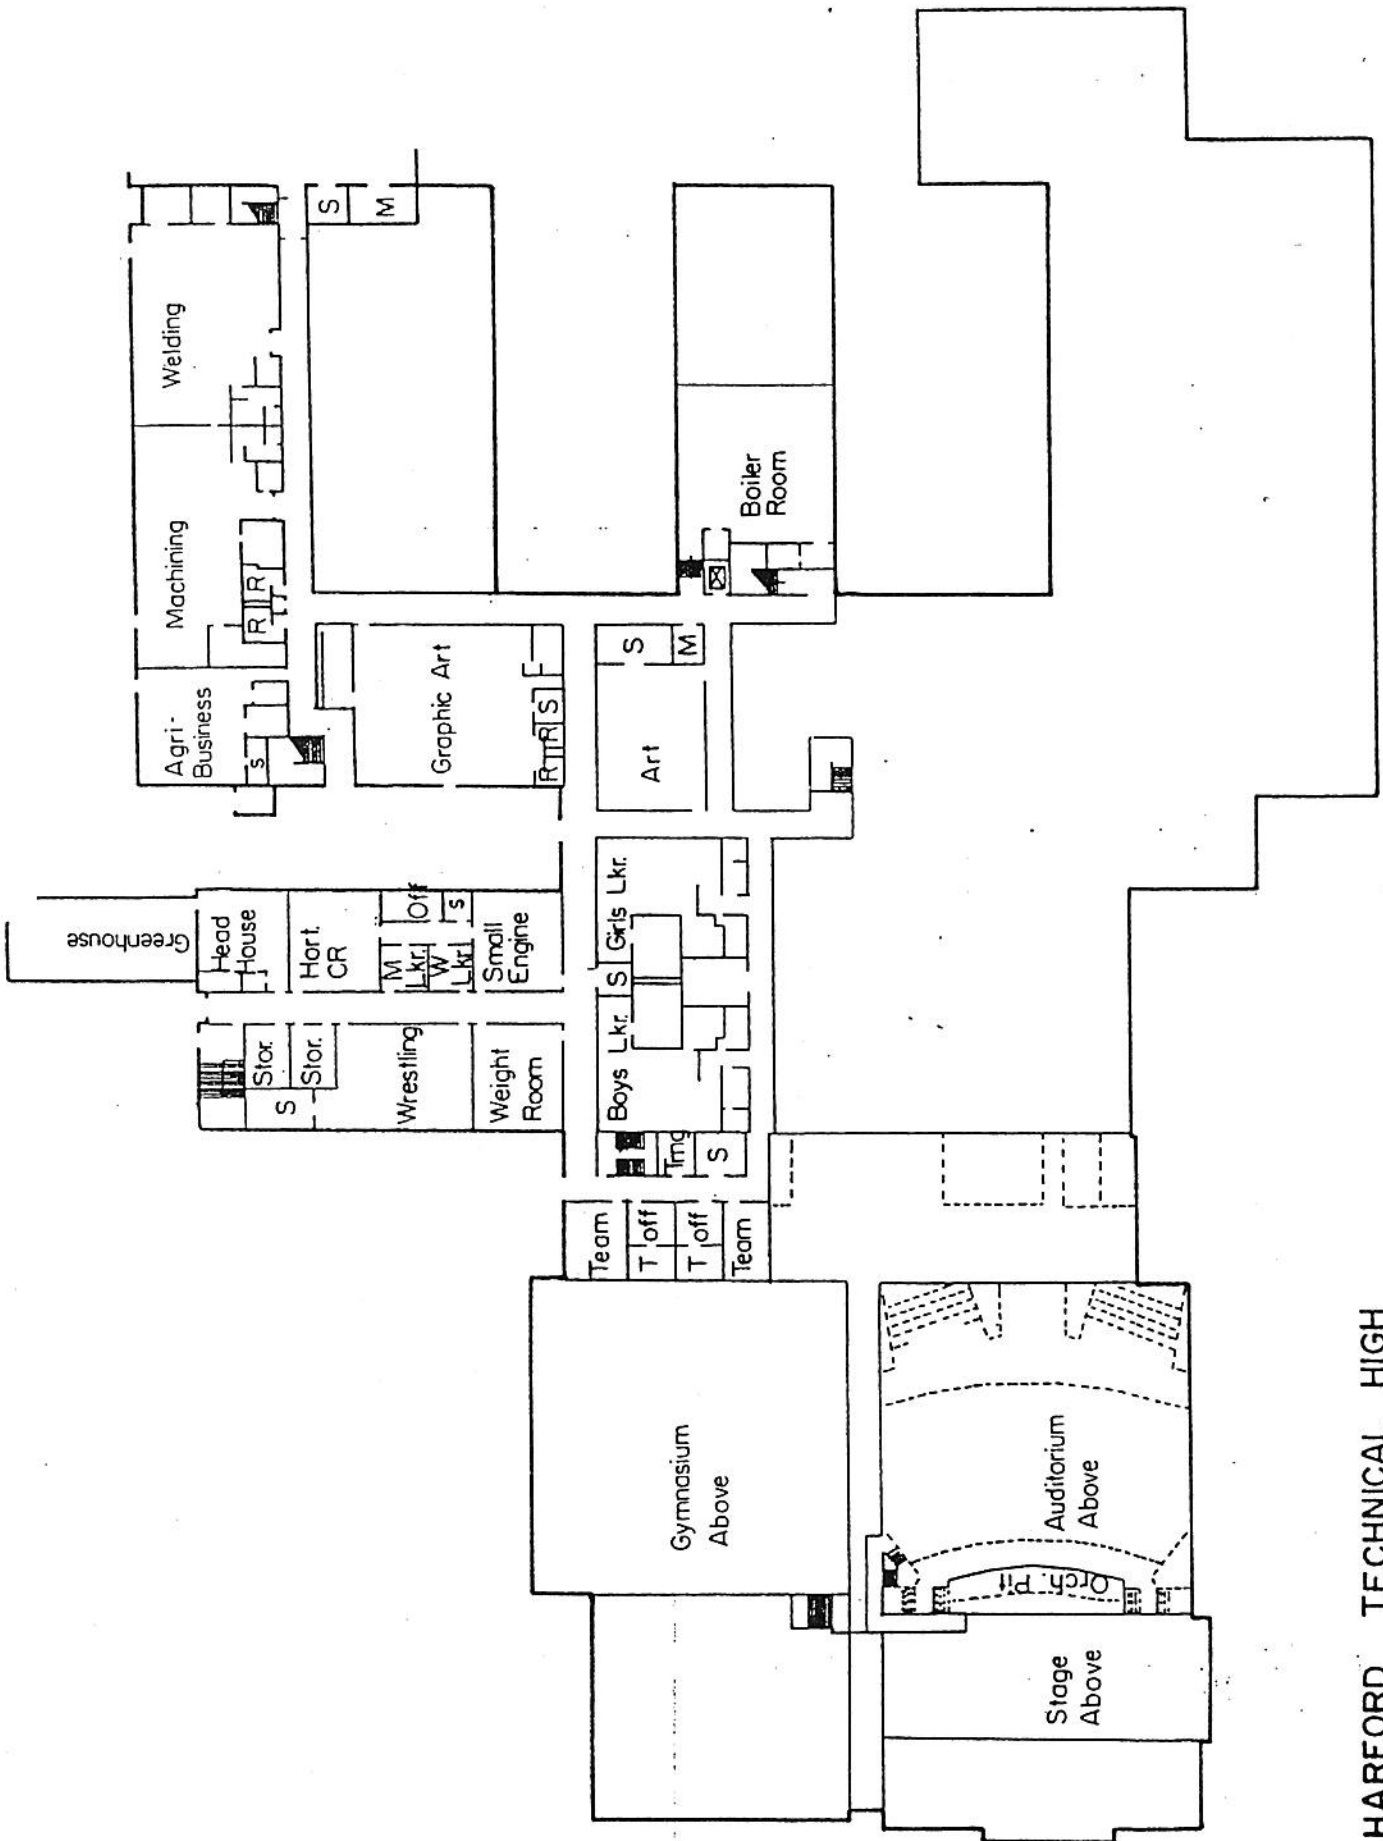 Greenhouse
Head
House
Hort.
CR
M
Lkr.
W
Lkr.
Off
s
Small
Engine
Stor.
Stor.
S
Wrestling
Weight
Room
Agri-
Business
s
Machining
R
R
Welding
S
M
Graphic Art
R
R
S
Art
S
M
Boiler
Room
Girls Lkr.
S
Boys Lkr.
Tmg
S
Team
T off
T off
Team
Gymnasium
Above
Auditorium
Above
Orch. Pit
Stage
Above
HARFORD TECHNICAL HIGH